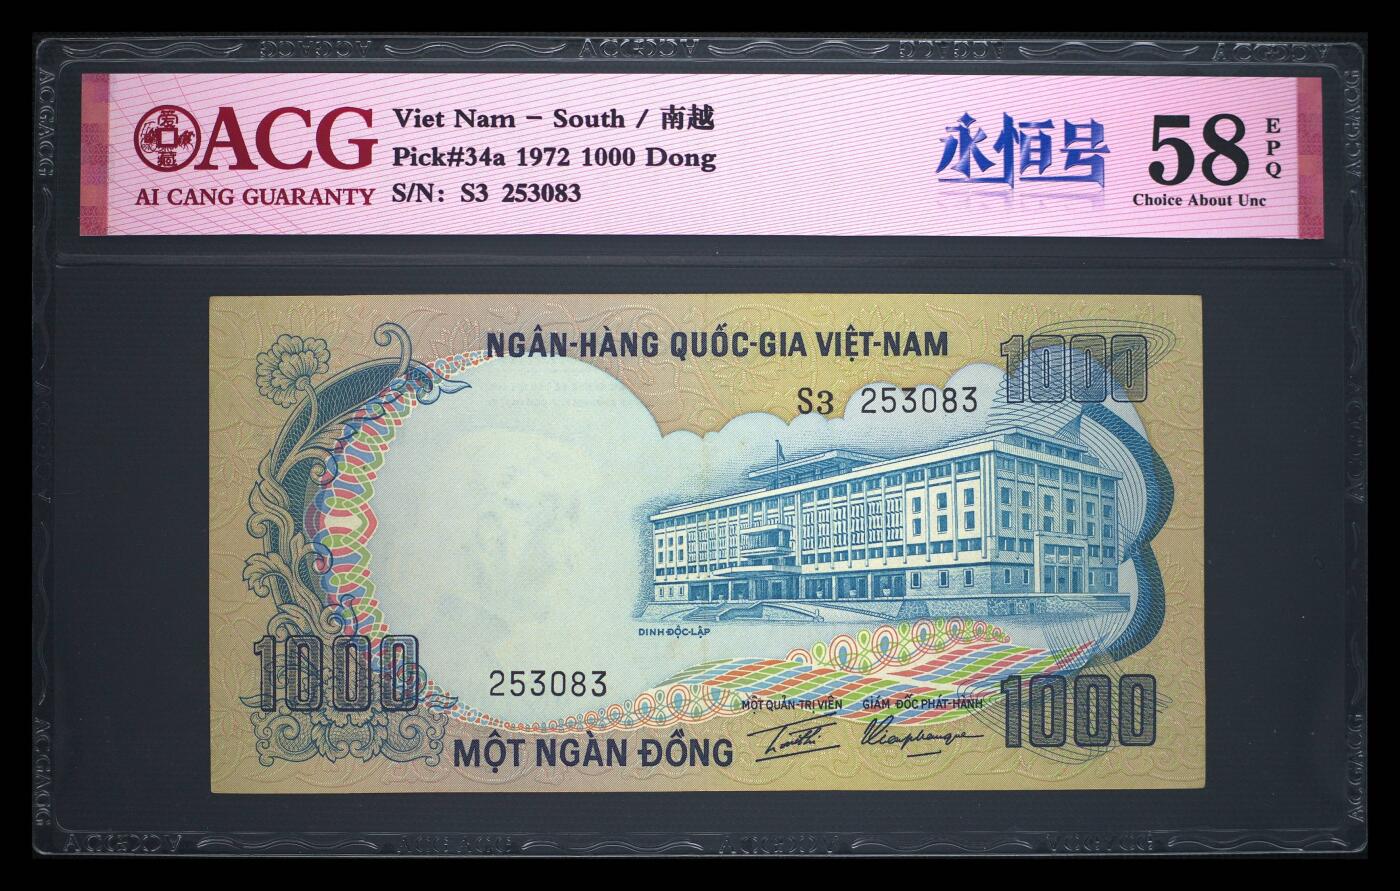 ACG
AI CANG GUARANTY
Viet Nam - South / 南越
Pick#34a 1972 1000 Dong
S/N: S3 253083
永恒号
58
EPQ
Choice About Unc
NGÂN-HÀNG QUỐC-GIA VIỆT-NAM
1000
S3 253083
DINH ĐỘC-LẬP
1000
253083
MỘT QUẢN-TRỊ VIÊN
GIÁM ĐỐC PHÁT-HÀNH
1000
MỘT NGÀN ĐỒNG